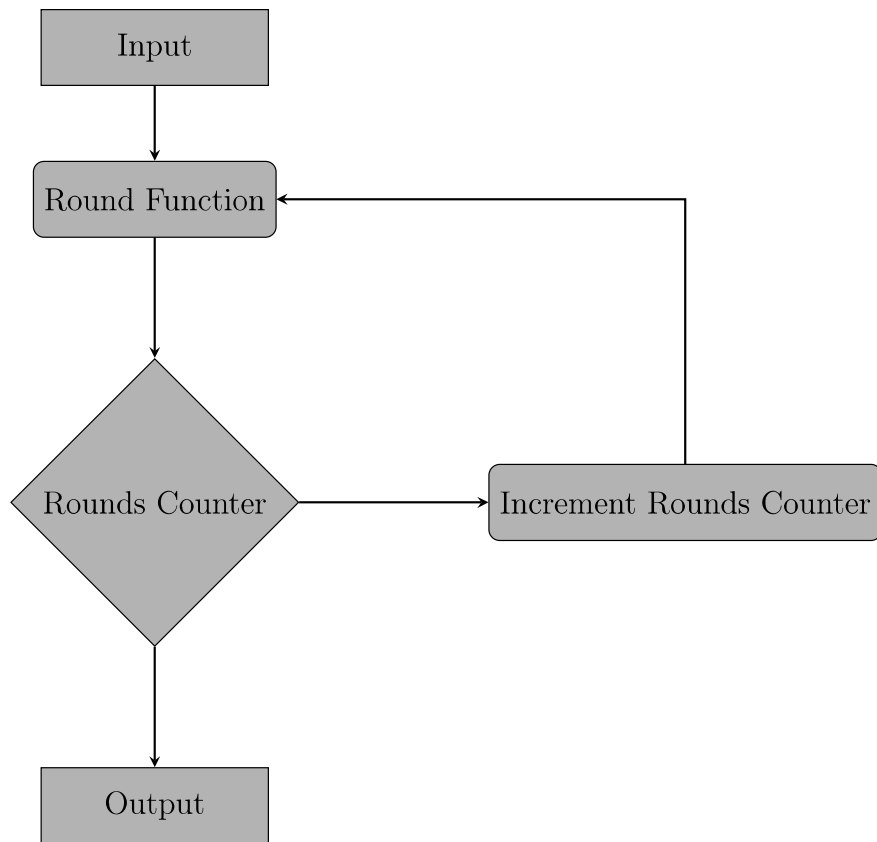 Input
Round Function
Rounds Counter
Increment Rounds Counter
Output